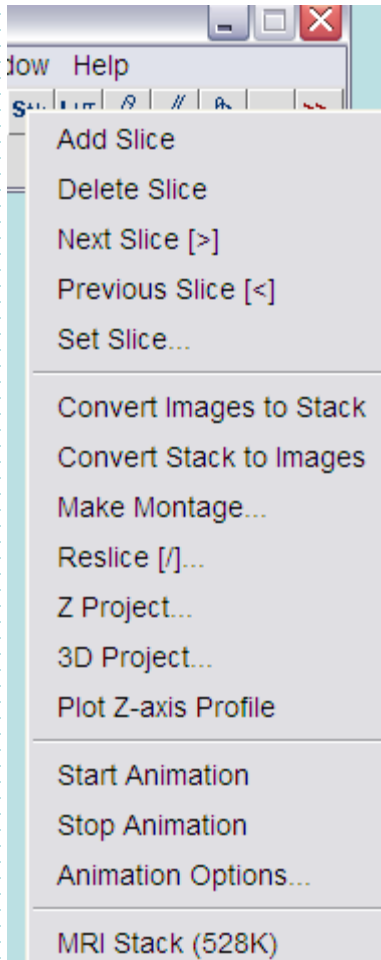 Help
>>
Add Slice
Delete Slice
Next Slice [>]
Previous Slice [<]
Set Slice...
Convert Images to Stack
Convert Stack to Images
Make Montage...
Reslice [/]...
Z Project...
3D Project...
Plot Z-axis Profile
Start Animation
Stop Animation
Animation Options...
MRI Stack (528K)